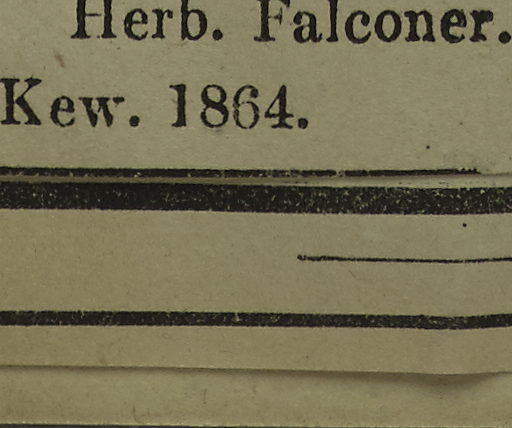 Herb. Falconer.
Kew. 1864.